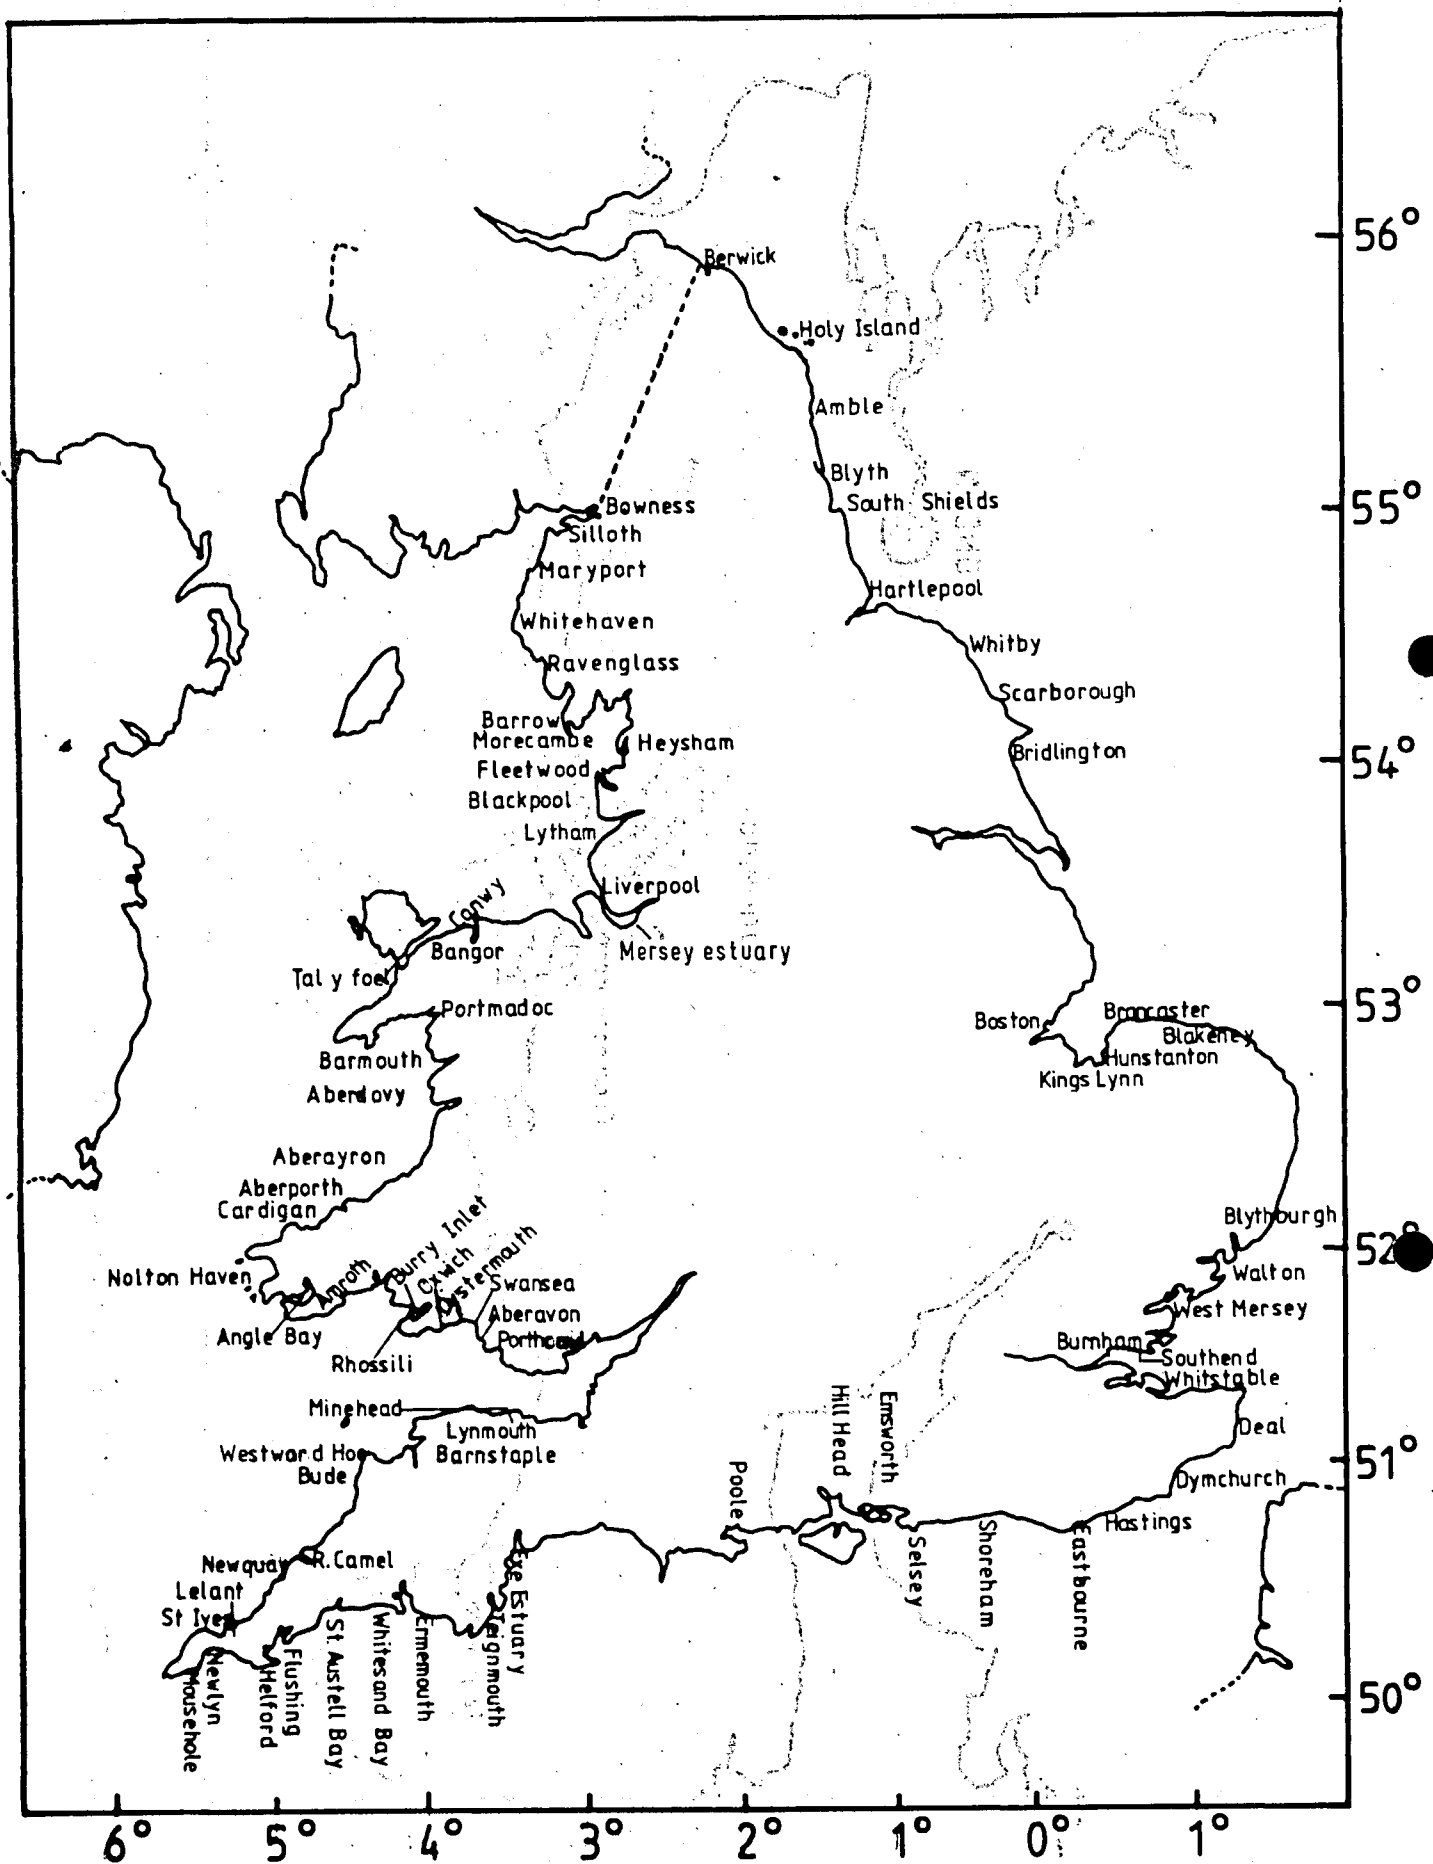 56°
Berwick
Holy Island
Amble
Blyth
55°
South Shields
Bowness
Silloth
Maryport
Hartlepool
Whitehaven
Whitby
Ravenglass
Scarborough
Barrow
Morecambe
Heysham
54°
Bridlington
Fleetwood
Blackpool
Lytham
Liverpool
Conwy
Bangor
Mersey estuary
Tal y foel
53°
Portmadoc
Brancaster
Boston
Blakeney
Barmouth
Hunstanton
Kings Lynn
Aberdovy
Aberayron
Aberporth
Cardigan
Blythburgh
52°
Burry Inlet
Oxwich
Oystermouth
Amroth
Nolton Haven
Swansea
Walton
Aberavon
West Mersey
Angle Bay
Burnham
Rhossili
Southend
Whitstable
Minehead
Lynmouth
Deal
Westward Ho
Barnstaple
51°
Bude
Hill Head
Emsworth
Poole
Dymchurch
Hastings
Newquay
R.Camel
Selsey
Shoreham
Eastbourne
Lelant
St Ives
Exe Estuary
Teignmouth
Ermemouth
Whitesand Bay
St. Austell Bay
Flushing
Helford
Newlyn
Mousehole
50°
6° 5° 4° 3° 2° 1° 0° 1°